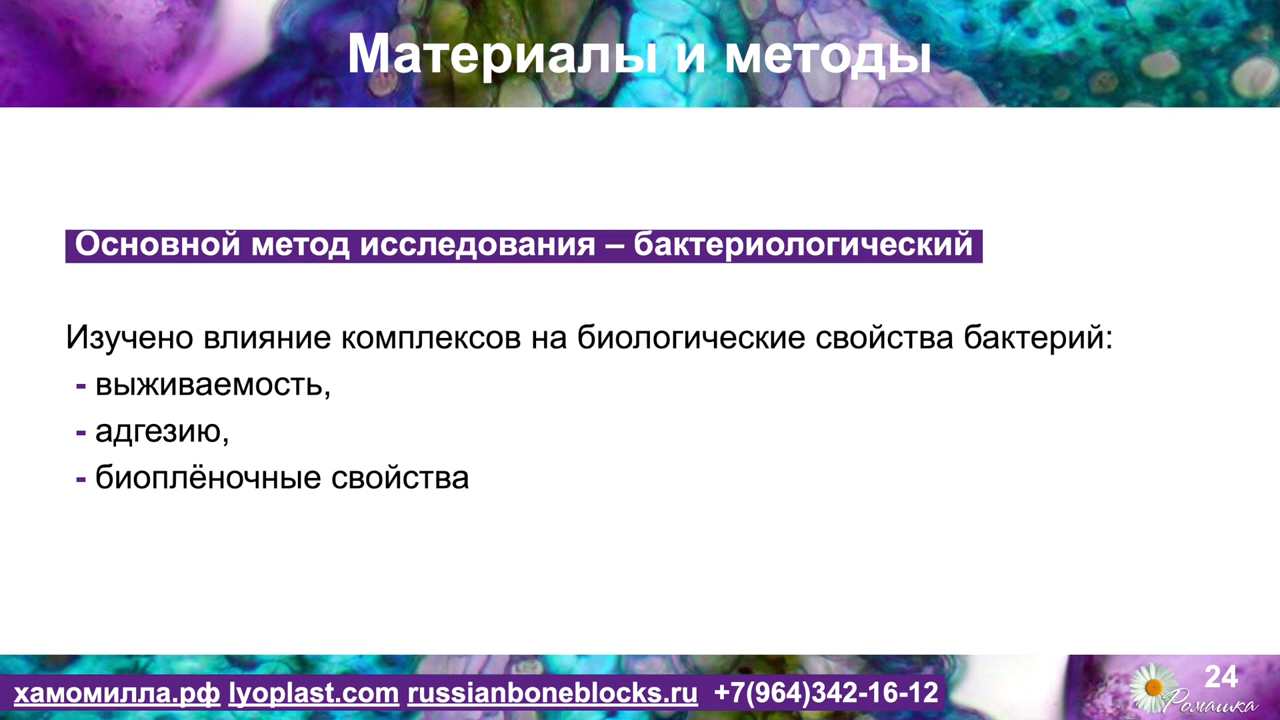 Материалы и методы
Основной метод исследования – бактериологический
Изучено влияние комплексов на биологические свойства бактерий:
- выживаемость,
- адгезию,
- биоплёночные свойства
24
хамомилла.рф lyoplast.com russianboneblocks.ru +7(964)342-16-12
Ромашка